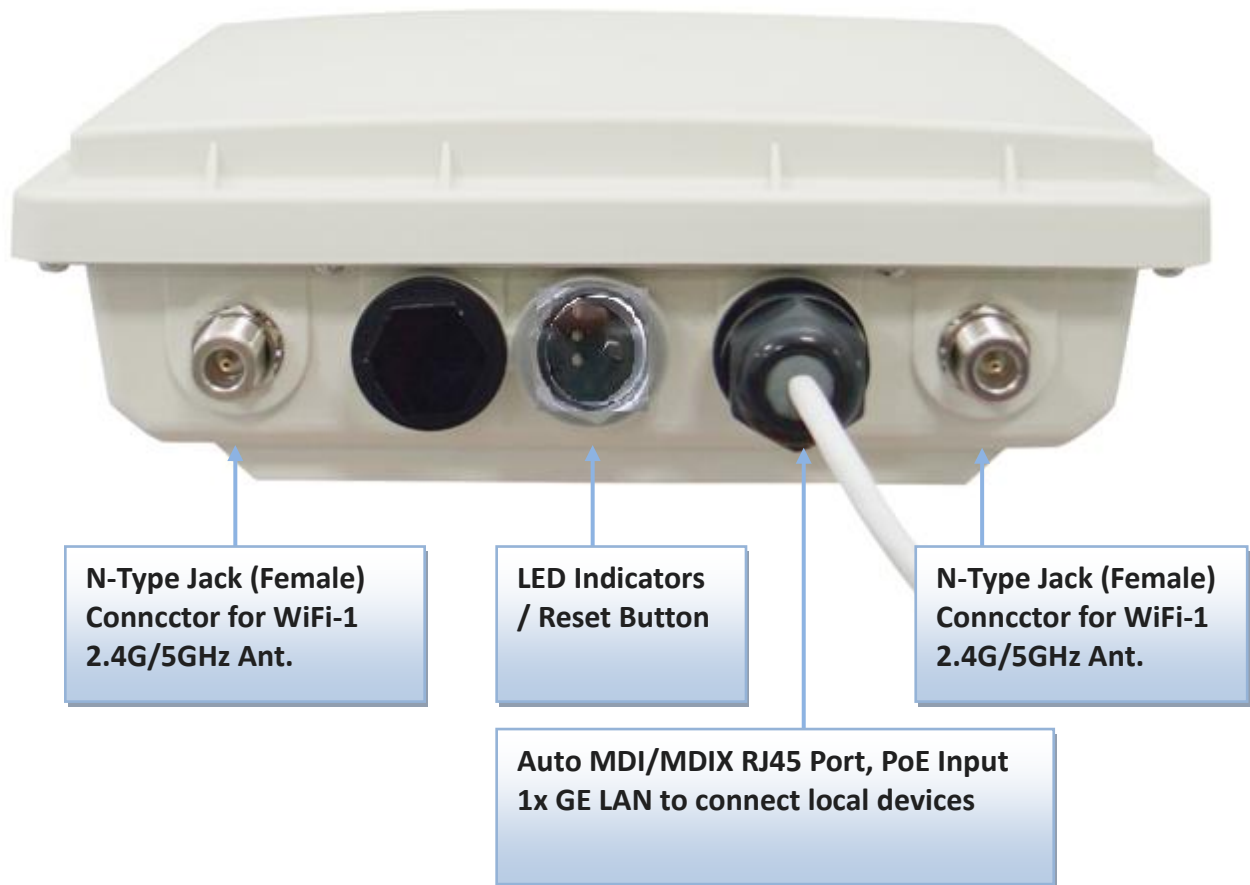 N-Type Jack (Female)
Conncctor for WiFi-1
2.4G/5GHz Ant.
LED Indicators
/ Reset Button
N-Type Jack (Female)
Conncctor for WiFi-1
2.4G/5GHz Ant.
Auto MDI/MDIX RJ45 Port, PoE Input
1x GE LAN to connect local devices